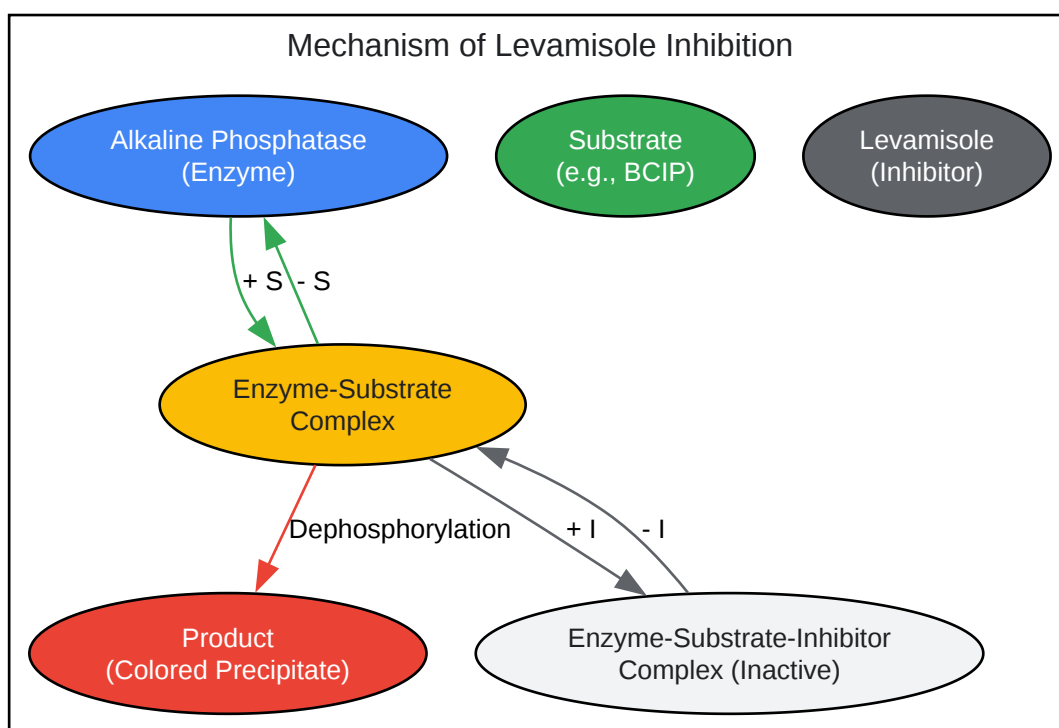 Mechanism of Levamisole Inhibition
Alkaline Phosphatase
(Enzyme)
Substrate
(e.g., BCIP)
Levamisole
(Inhibitor)
+ S
- S
Enzyme-Substrate
Complex
Dephosphorylation
+ I
- I
Product
(Colored Precipitate)
Enzyme-Substrate-Inhibitor
Complex (Inactive)